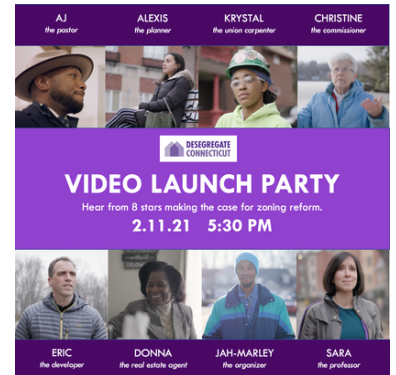 AJ ALEXIS KRYSTAL CHRISTINE
the pastor the planner the union carpenter the commissioner
DESEGREGATE
CONNECTICUT
VIDEO LAUNCH PARTY
Hear from 8 stars making the case for zoning reform.
2.11.21 5:30 PM
ERIC DONNA JAH-MARLEY SARA
the developer the real estate agent the organizer the professor